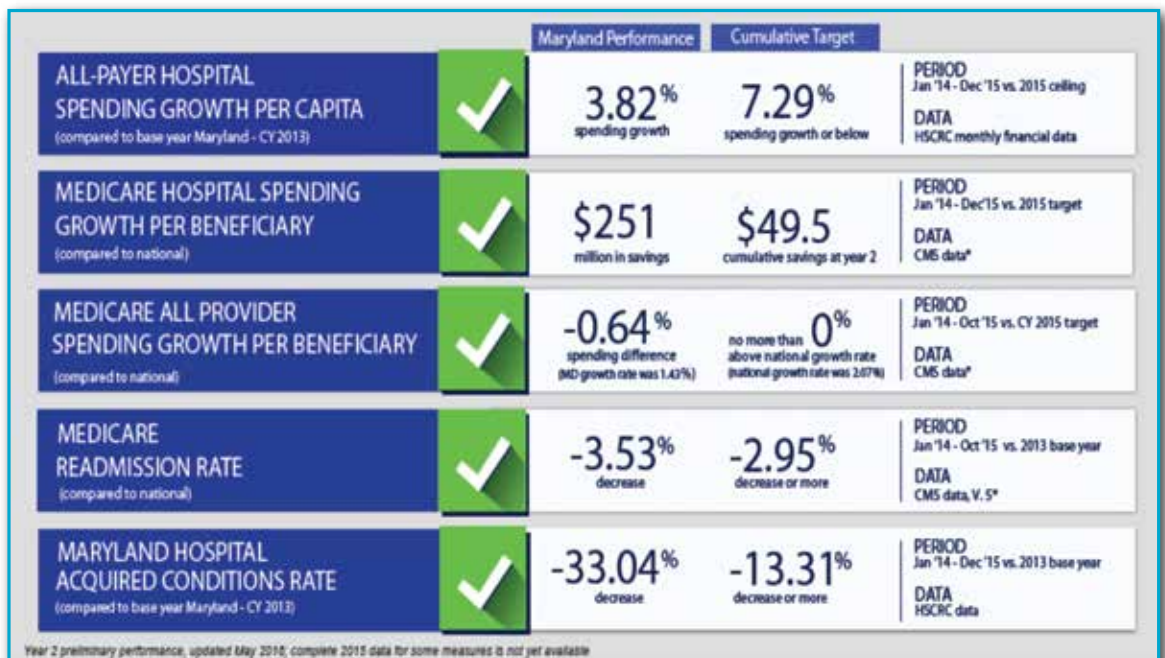 Maryland Performance Cumulative Target
ALL-PAYER HOSPITAL
SPENDING GROWTH PER CAPITA
(compared to base year Maryland - CY 2013)
3.82%
spending growth
7.29%
spending growth or below
PERIOD
Jan '14 - Dec '15 vs. 2015 ceiling
DATA
HSCRC monthly financial data
MEDICARE HOSPITAL SPENDING
GROWTH PER BENEFICIARY
(compared to national)
$251
million in savings
$49.5
cumulative savings at year 2
PERIOD
Jan '14 - Dec'15 vs. 2015 target
DATA
CMS data*
MEDICARE ALL PROVIDER
SPENDING GROWTH PER BENEFICIARY
(compared to national)
-0.64%
spending difference
(MD growth rate was 1.43%)
no more than 0%
above national growth rate
(national growth rate was 2.07%)
PERIOD
Jan '14 - Oct '15 vs. CY 2015 target
DATA
CMS data*
MEDICARE
READMISSION RATE
(compared to national)
-3.53%
decrease
-2.95%
decrease or more
PERIOD
Jan '14 - Oct '15 vs. 2013 base year
DATA
CMS data, V. 5*
MARYLAND HOSPITAL
ACQUIRED CONDITIONS RATE
(compared to base year Maryland - CY 2013)
-33.04%
decrease
-13.31%
decrease or more
PERIOD
Jan '14 - Dec '15 vs. 2013 base year
DATA
HSCRC data
Year 2 preliminary performance, updated May 2016; complete 2015 data for some measures is not yet available